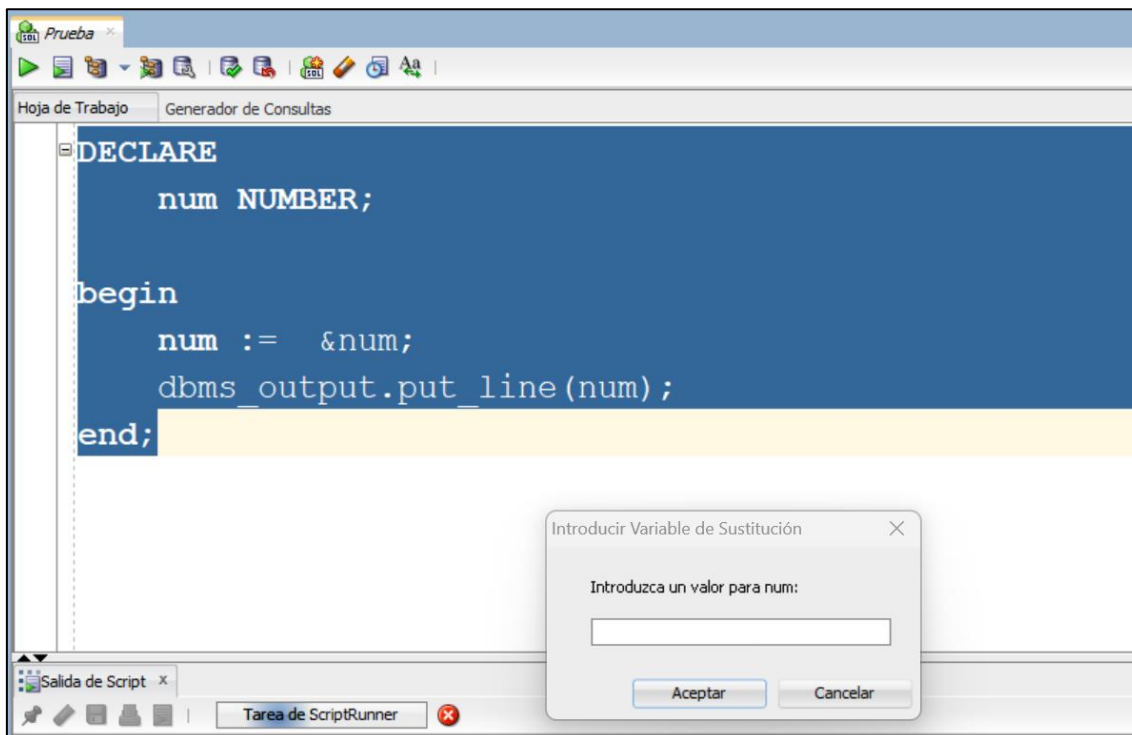 Prueba
Hoja de Trabajo Generador de Consultas
DECLARE
num NUMBER;
begin
num := &num;
dbms_output.put_line(num);
end;
Introducir Variable de Sustitución
Introduzca un valor para num:
Aceptar Cancelar
Salida de Script
Tarea de ScriptRunner